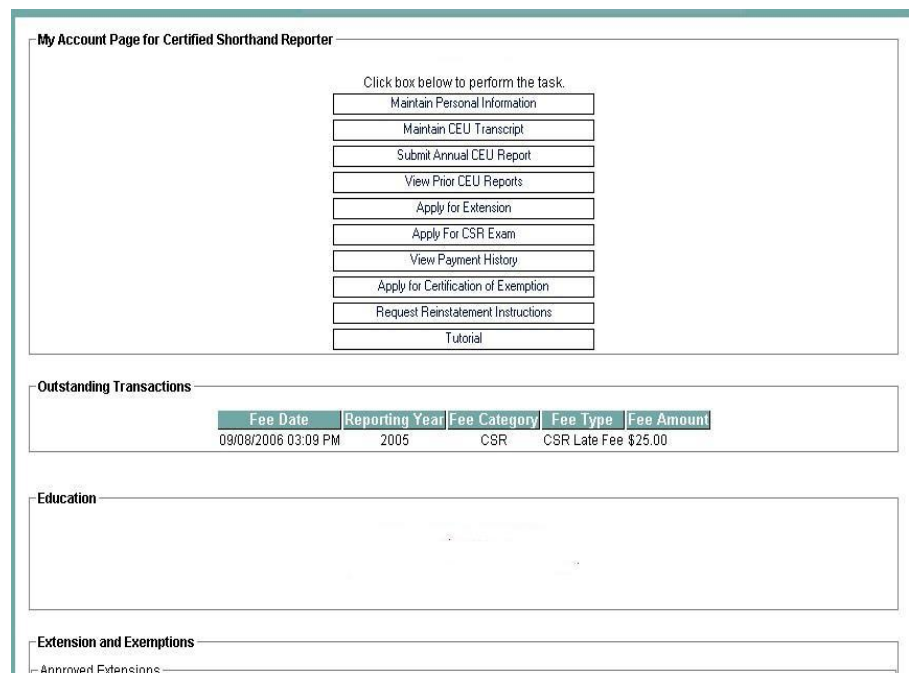 My Account Page for Certified Shorthand Reporter
Click box below to perform the task.
Maintain Personal Information
Maintain CEU Transcript
Submit Annual CEU Report
View Prior CEU Reports
Apply for Extension
Apply For CSR Exam
View Payment History
Apply for Certification of Exemption
Request Reinstatement Instructions
Tutorial
Outstanding Transactions
Fee Date Reporting Year Fee Category Fee Type Fee Amount
09/08/2006 03:09 PM 2005 CSR CSR Late Fee $25.00
Education
Extension and Exemptions
Approved Extensions